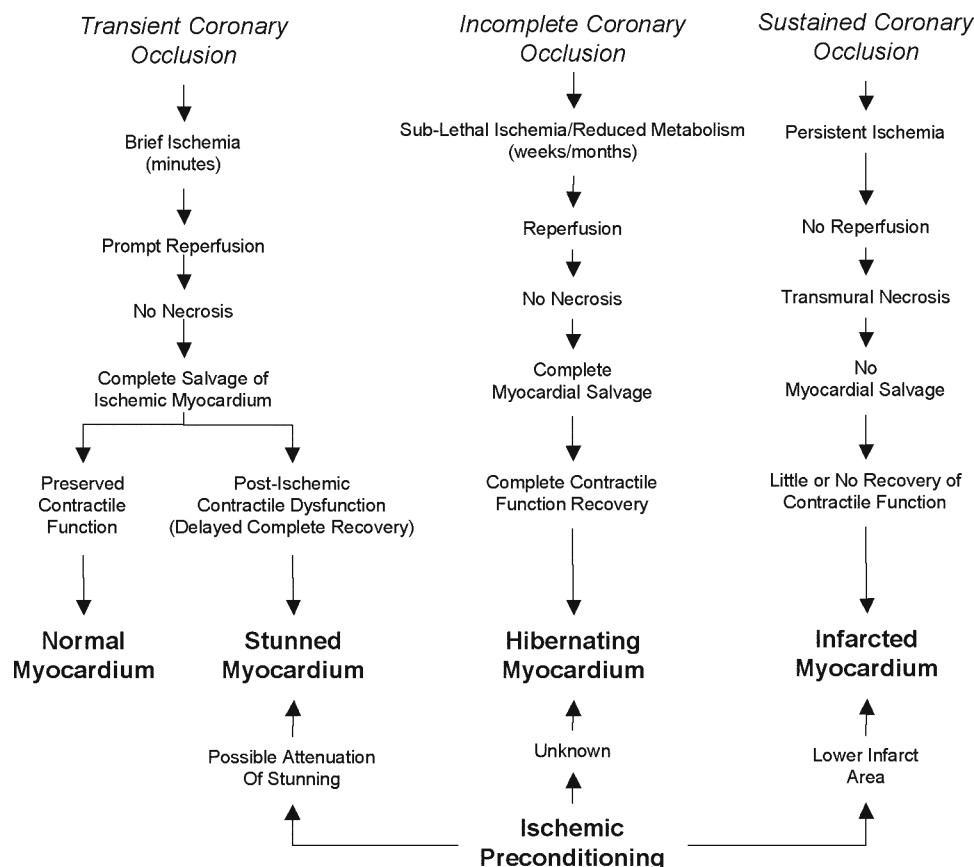 Transient Coronary
Occlusion
Brief Ischemia
(minutes)
Prompt Reperfusion
No Necrosis
Complete Salvage of
Ischemic Myocardium
Preserved
Contractile
Function
Post-Ischemic
Contractile Dysfunction
(Delayed Complete Recovery)
Normal
Myocardium
Stunned
Myocardium
Possible Attenuation
Of Stunning
Incomplete Coronary
Occlusion
Sub-Lethal Ischemia/Reduced Metabolism
(weeks/months)
Reperfusion
No Necrosis
Complete
Myocardial Salvage
Complete Contractile
Function Recovery
Hibernating
Myocardium
Unknown
Ischemic
Preconditioning
Sustained Coronary
Occlusion
Persistent Ischemia
No Reperfusion
Transmural Necrosis
No
Myocardial Salvage
Little or No Recovery of
Contractile Function
Infarcted
Myocardium
Lower Infarct
Area